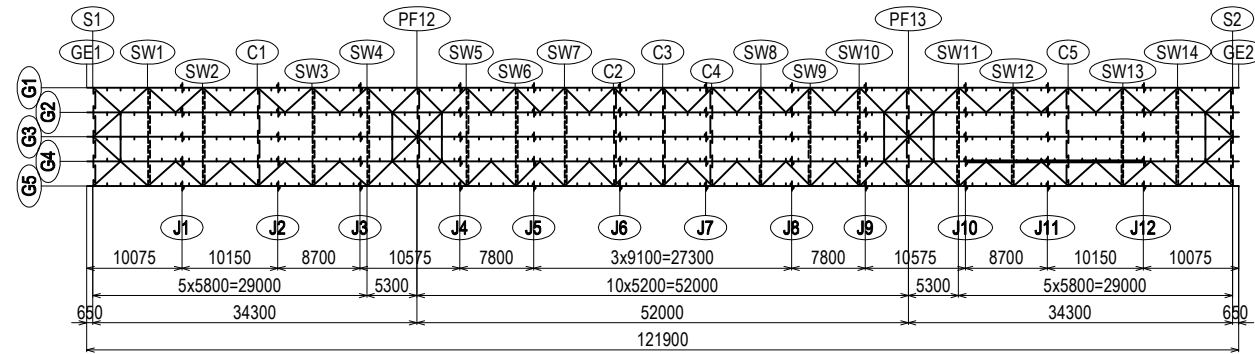 S1 PF12 PF13 S2
GE1 SW1 C1 SW4 SW5 SW7 C3 SW8 SW10 SW11 C5 SW14 GE2
SW2 SW3 SW6 C2 C4 SW9 SW12 SW13
G1
G2
G3
G4
G5
J1 J2 J3 J4 J5 J6 J7 J8 J9 J10 J11 J12
10075 10150 8700 10575 7800 3x9100=27300 7800 10575 8700 10150 10075
5x5800=29000 5300 10x5200=52000 5300 5x5800=29000
650 34300 52000 34300 650
121900